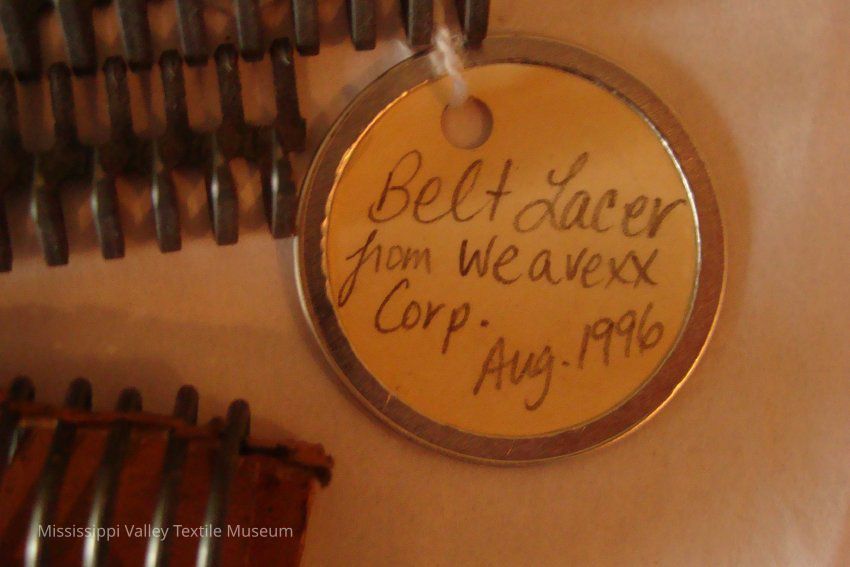 Belt Lacer
from Weavexx
Corp.
Aug. 1996
Mississippi Valley Textile Museum